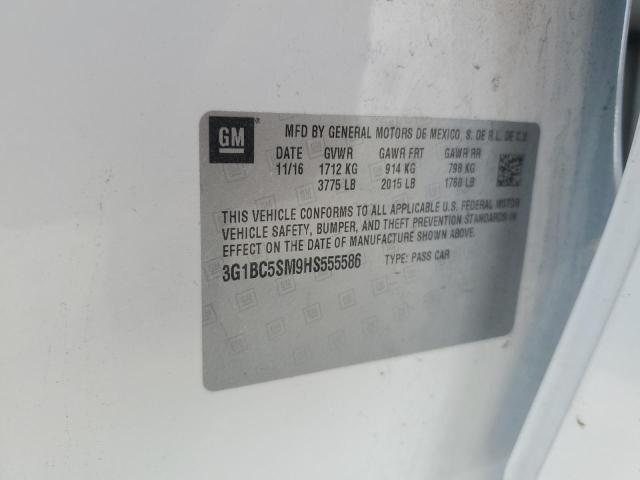 GM
MFD BY GENERAL MOTORS DE MEXICO, S. DE R.L. DE C.V.
DATE GVWR GAWR FRT GAWR RR
11/16 1712 KG 914 KG 798 KG
3775 LB 2015 LB 1760 LB
THIS VEHICLE CONFORMS TO ALL APPLICABLE U.S. FEDERAL MOTOR
VEHICLE SAFETY, BUMPER, AND THEFT PREVENTION STANDARDS IN
EFFECT ON THE DATE OF MANUFACTURE SHOWN ABOVE.
3G1BC5SM9HS555586 TYPE: PASS CAR